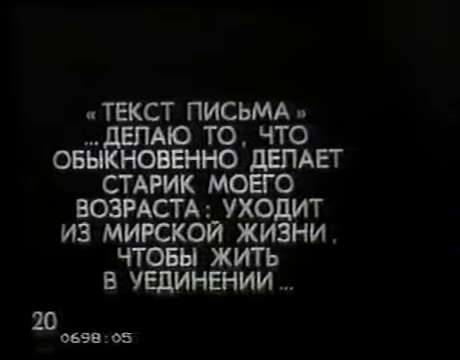 « ТЕКСТ ПИСЬМА »
...ДЕЛАЮ ТО, ЧТО
ОБЫКНОВЕННО ДЕЛАЕТ
СТАРИК МОЕГО
ВОЗРАСТА: УХОДИТ
ИЗ МИРСКОЙ ЖИЗНИ,
ЧТОБЫ ЖИТЬ
В УЕДИНЕНИИ...
20
0698:05